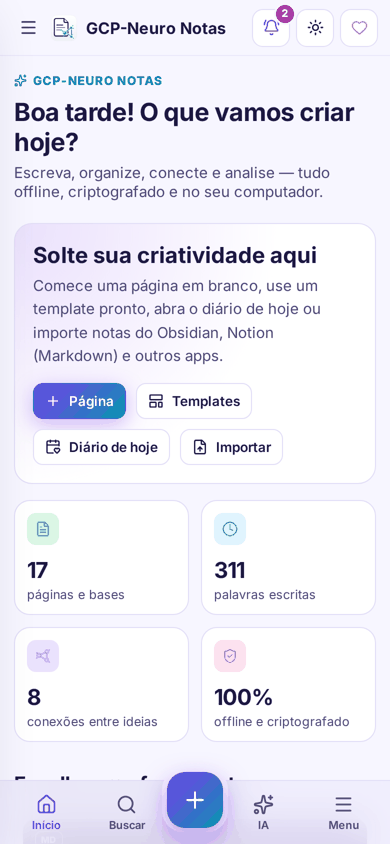 GCP-Neuro Notas
2
GCP-NEURO NOTAS
Boa tarde! O que vamos criar
hoje?
Escreva, organize, conecte e analise — tudo
offline, criptografado e no seu computador.
Solte sua criatividade aqui
Comece uma página em branco, use um
template pronto, abra o diário de hoje ou
importe notas do Obsidian, Notion
(Markdown) e outros apps.
Página
Templates
Diário de hoje
Importar
17
páginas e bases
311
palavras escritas
8
conexões entre ideias
100%
offline e criptografado
Início
Buscar
IA
Menu